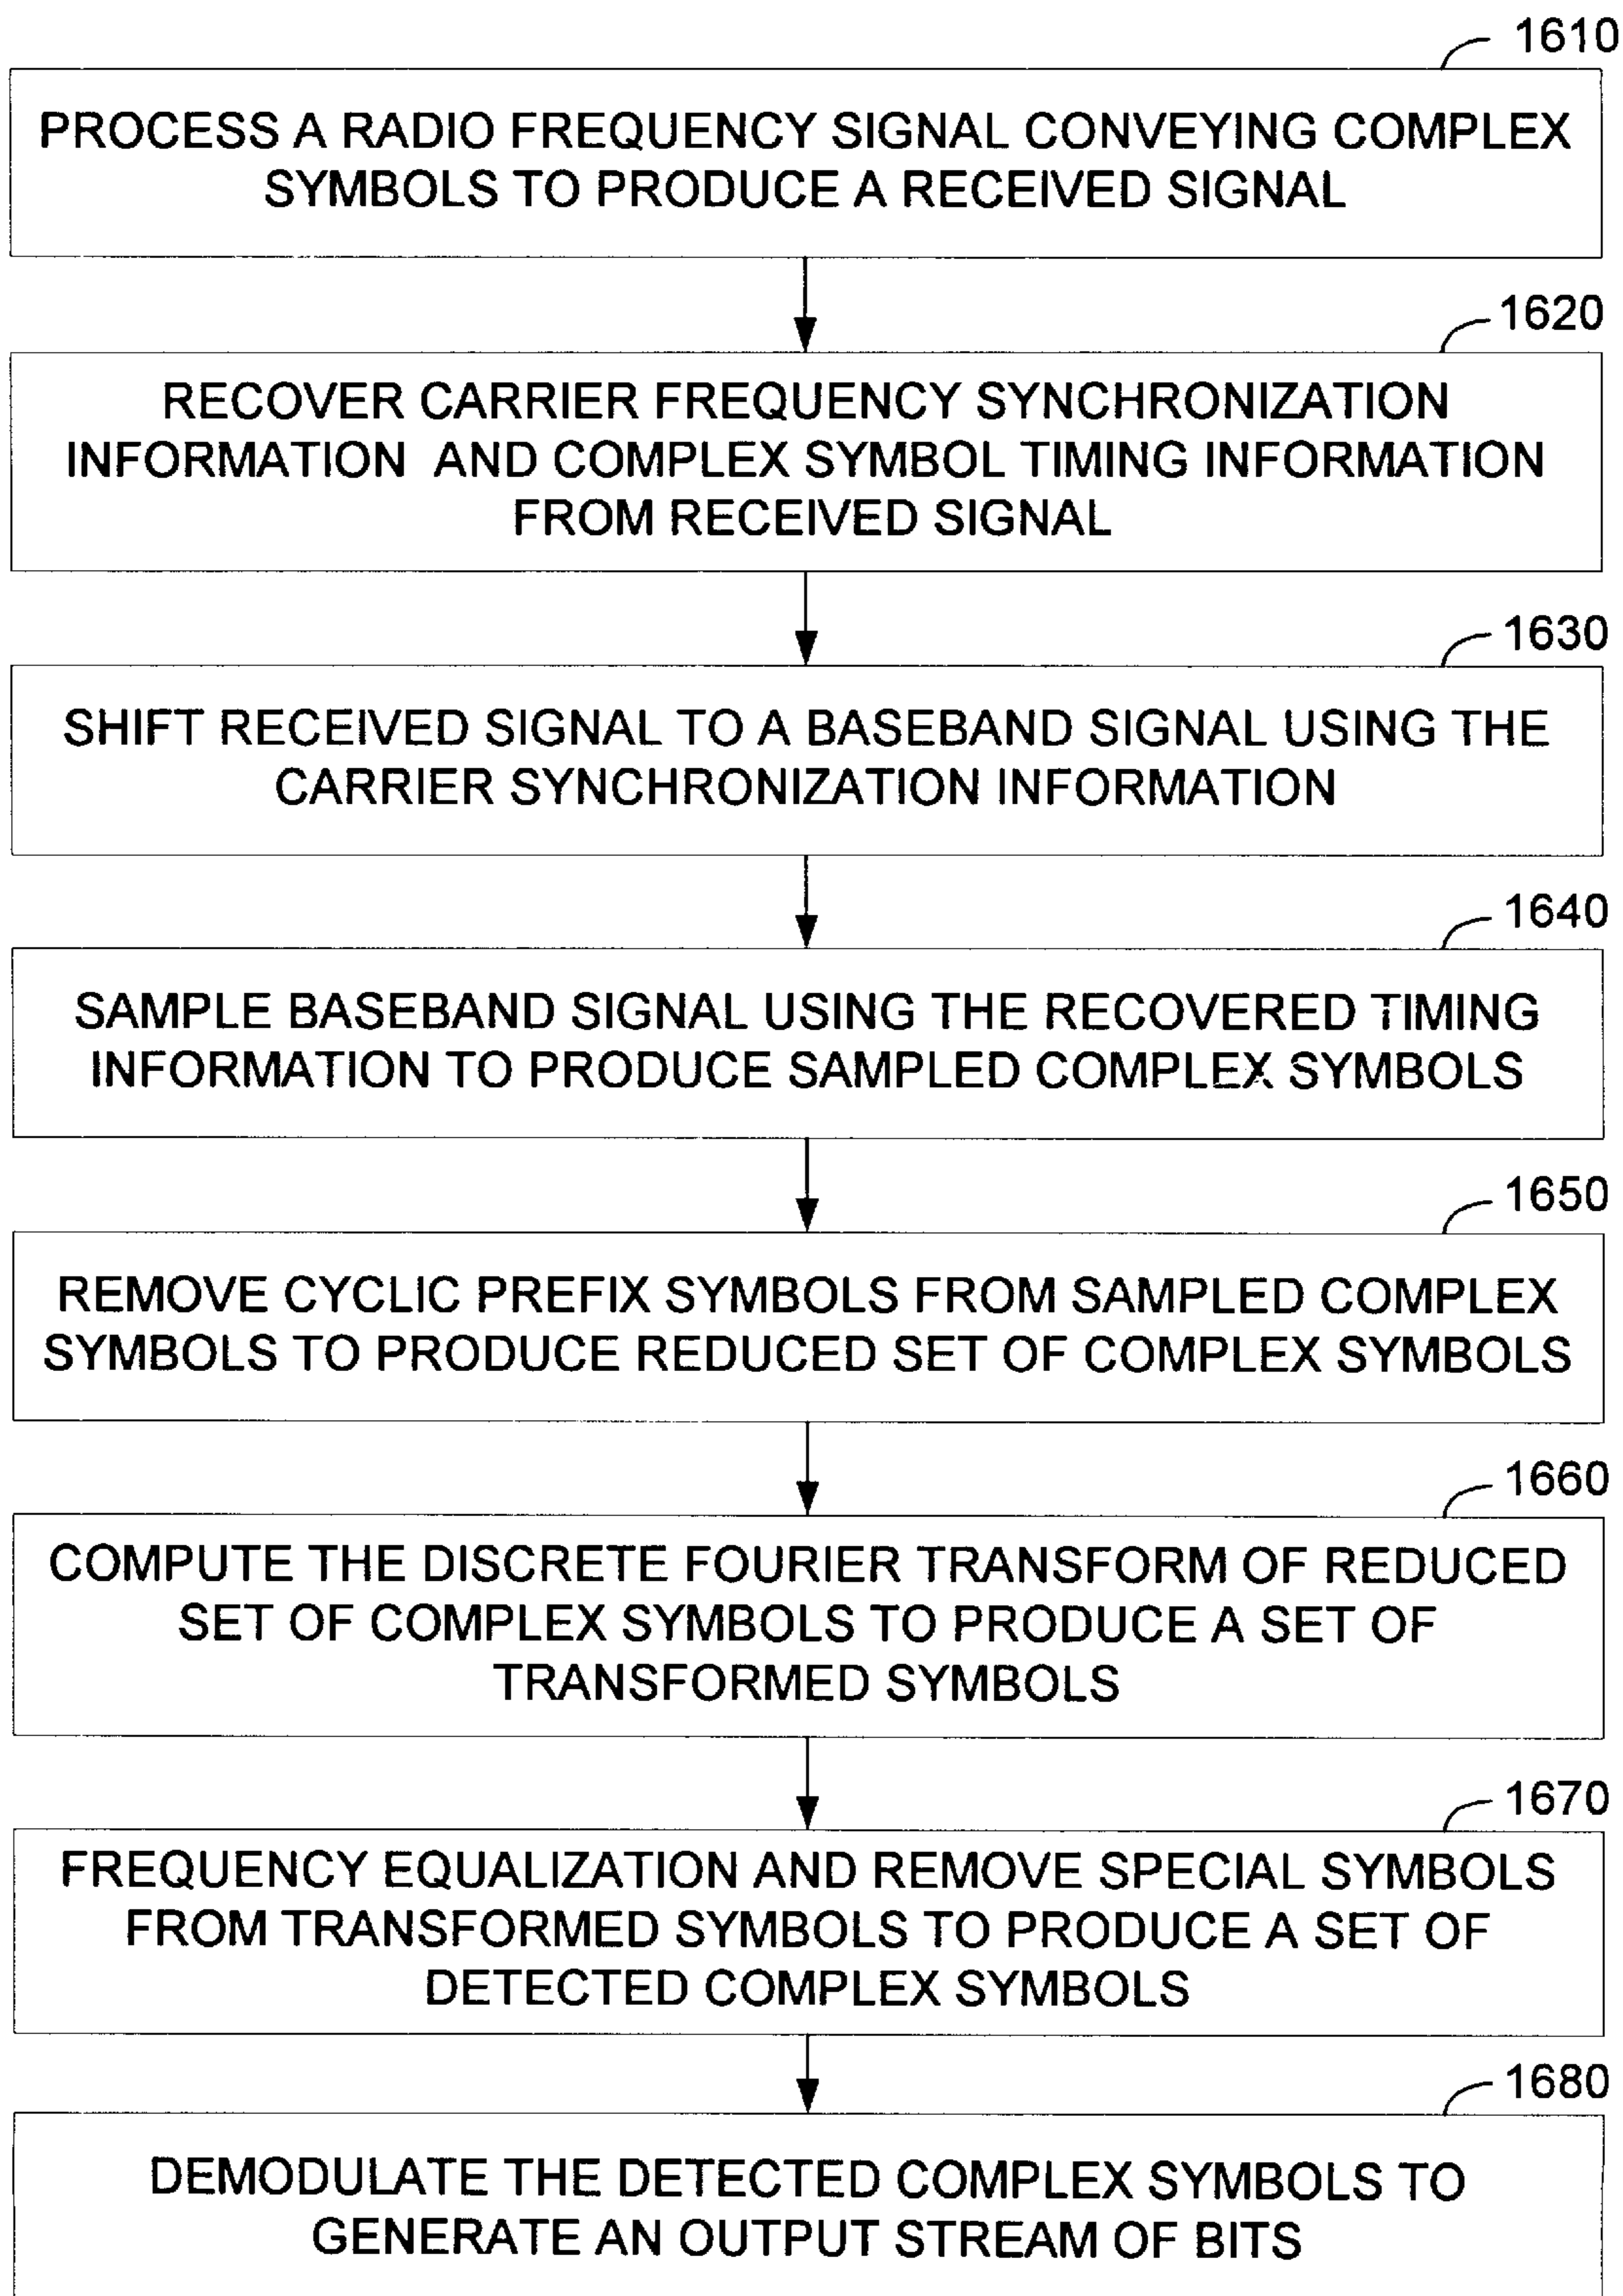 1610
PROCESS A RADIO FREQUENCY SIGNAL CONVEYING COMPLEX
SYMBOLS TO PRODUCE A RECEIVED SIGNAL
1620
RECOVER CARRIER FREQUENCY SYNCHRONIZATION
INFORMATION AND COMPLEX SYMBOL TIMING INFORMATION
FROM RECEIVED SIGNAL
1630
SHIFT RECEIVED SIGNAL TO A BASEBAND SIGNAL USING THE
CARRIER SYNCHRONIZATION INFORMATION
1640
SAMPLE BASEBAND SIGNAL USING THE RECOVERED TIMING
INFORMATION TO PRODUCE SAMPLED COMPLEX SYMBOLS
1650
REMOVE CYCLIC PREFIX SYMBOLS FROM SAMPLED COMPLEX
SYMBOLS TO PRODUCE REDUCED SET OF COMPLEX SYMBOLS
1660
COMPUTE THE DISCRETE FOURIER TRANSFORM OF REDUCED
SET OF COMPLEX SYMBOLS TO PRODUCE A SET OF
TRANSFORMED SYMBOLS
1670
FREQUENCY EQUALIZATION AND REMOVE SPECIAL SYMBOLS
FROM TRANSFORMED SYMBOLS TO PRODUCE A SET OF
DETECTED COMPLEX SYMBOLS
1680
DEMODULATE THE DETECTED COMPLEX SYMBOLS TO
GENERATE AN OUTPUT STREAM OF BITS